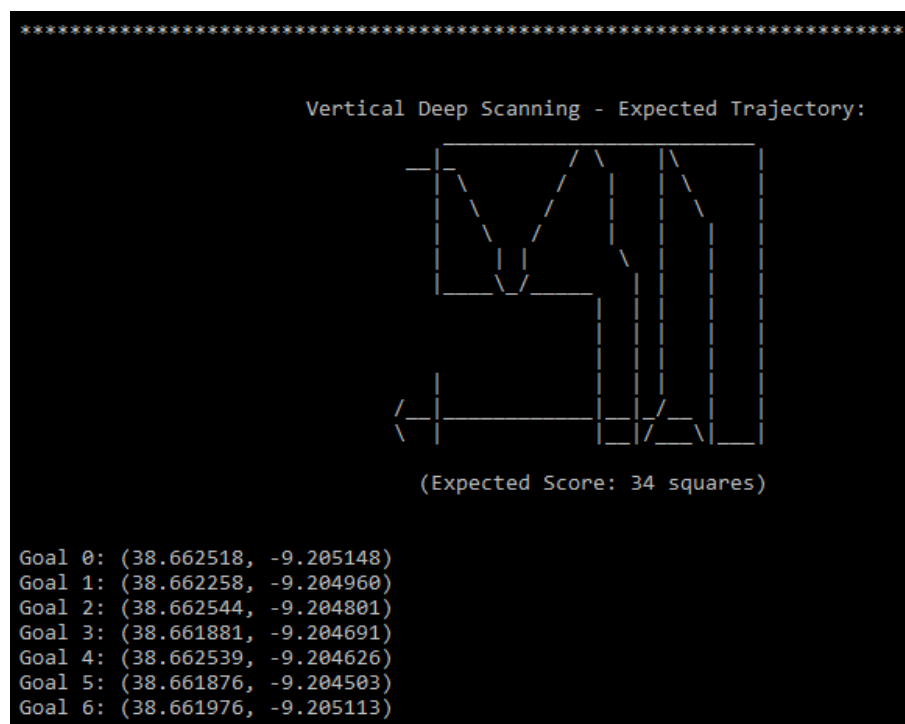 ***********************************************************************
Vertical Deep Scanning - Expected Trajectory:
(Expected Score: 34 squares)
Goal 0: (38.662518, -9.205148)
Goal 1: (38.662258, -9.204960)
Goal 2: (38.662544, -9.204801)
Goal 3: (38.661881, -9.204691)
Goal 4: (38.662539, -9.204626)
Goal 5: (38.661876, -9.204503)
Goal 6: (38.661976, -9.205113)